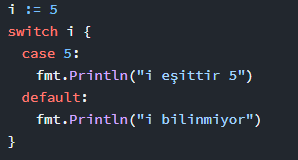 i := 5
switch i {
  case 5:
    fmt.Println("i eşittir 5")
  default:
    fmt.Println("i bilinmiyor")
}